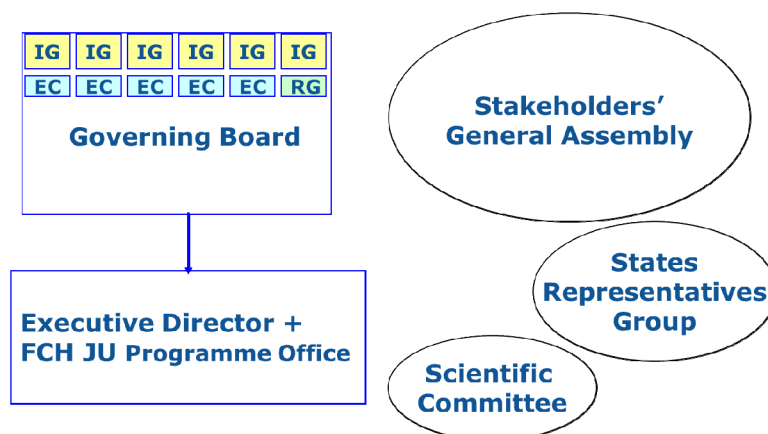 IG IG IG IG IG IG
EC EC EC EC EC RG
Governing Board
Executive Director +
FCH JU Programme Office
Stakeholders’
General Assembly
States
Representatives
Group
Scientific
Committee